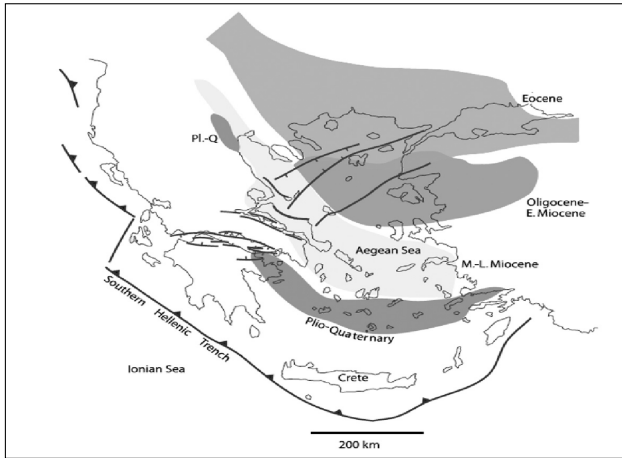 Eocene
Pl.-Q
Oligocene-
E. Miocene
Aegean Sea
M.-L. Miocene
Plio-Quaternary
Southern Hellenic Trench
Ionian Sea
Crete
200 km